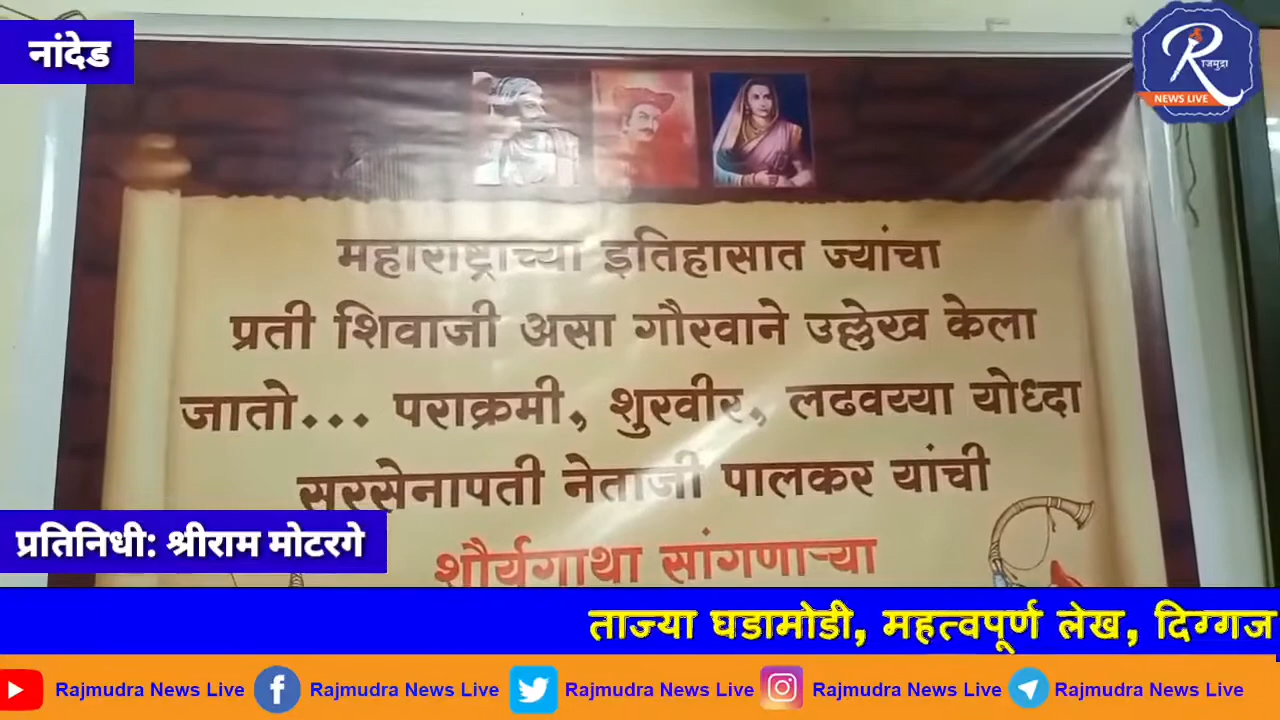 नांदेड
राजमुद्रा
NEWS LIVE
महाराष्ट्राच्या इतिहासात ज्यांचा
प्रती शिवाजी असा गौरवाने उल्लेख केला
जातो... पराक्रमी, शुरवीर, लढवय्या योध्दा
सरसेनापती नेताजी पालकर यांची
शौर्यगाथा सांगणाऱ्या
प्रतिनिधी: श्रीराम मोटरगे
ताज्या घडामोडी, महत्वपूर्ण लेख, दिग्गज
Rajmudra News Live Rajmudra News Live Rajmudra News Live Rajmudra News Live Rajmudra News Live